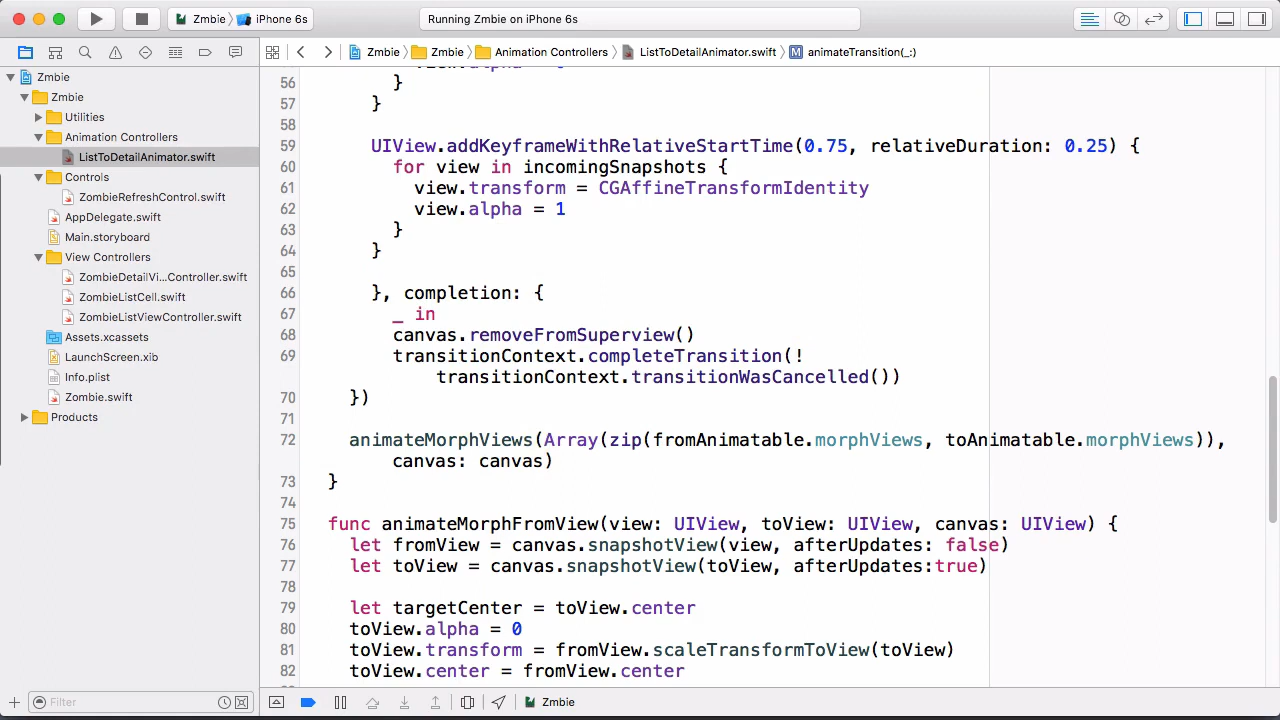 Zmbie iPhone 6s
Running Zmbie on iPhone 6s
Zmbie Zmbie Animation Controllers ListToDetailAnimator.swift M animateTransition(_:)
Zmbie
Zmbie
Utilities
Animation Controllers
ListToDetailAnimator.swift
Controls
ZombieRefreshControl.swift
AppDelegate.swift
Main.storyboard
View Controllers
ZombieDetailVi...Controller.swift
ZombieListCell.swift
ZombieListViewController.swift
Assets.xcassets
LaunchScreen.xib
Info.plist
Zombie.swift
Products
Filter
56 }
57 }
58
59 UIView.addKeyframeWithRelativeStartTime(0.75, relativeDuration: 0.25) {
60 for view in incomingSnapshots {
61 view.transform = CGAffineTransformIdentity
62 view.alpha = 1
63 }
64 }
65
66 }, completion: {
67 _ in
68 canvas.removeFromSuperview()
69 transitionContext.completeTransition(!
transitionContext.transitionWasCancelled())
70 })
71
72 animateMorphViews(Array(zip(fromAnimatable.morphViews, toAnimatable.morphViews)),
canvas: canvas)
73 }
74
75 func animateMorphFromView(view: UIView, toView: UIView, canvas: UIView) {
76 let fromView = canvas.snapshotView(view, afterUpdates: false)
77 let toView = canvas.snapshotView(toView, afterUpdates:true)
78
79 let targetCenter = toView.center
80 toView.alpha = 0
81 toView.transform = fromView.scaleTransformToView(toView)
82 toView.center = fromView.center
Zmbie